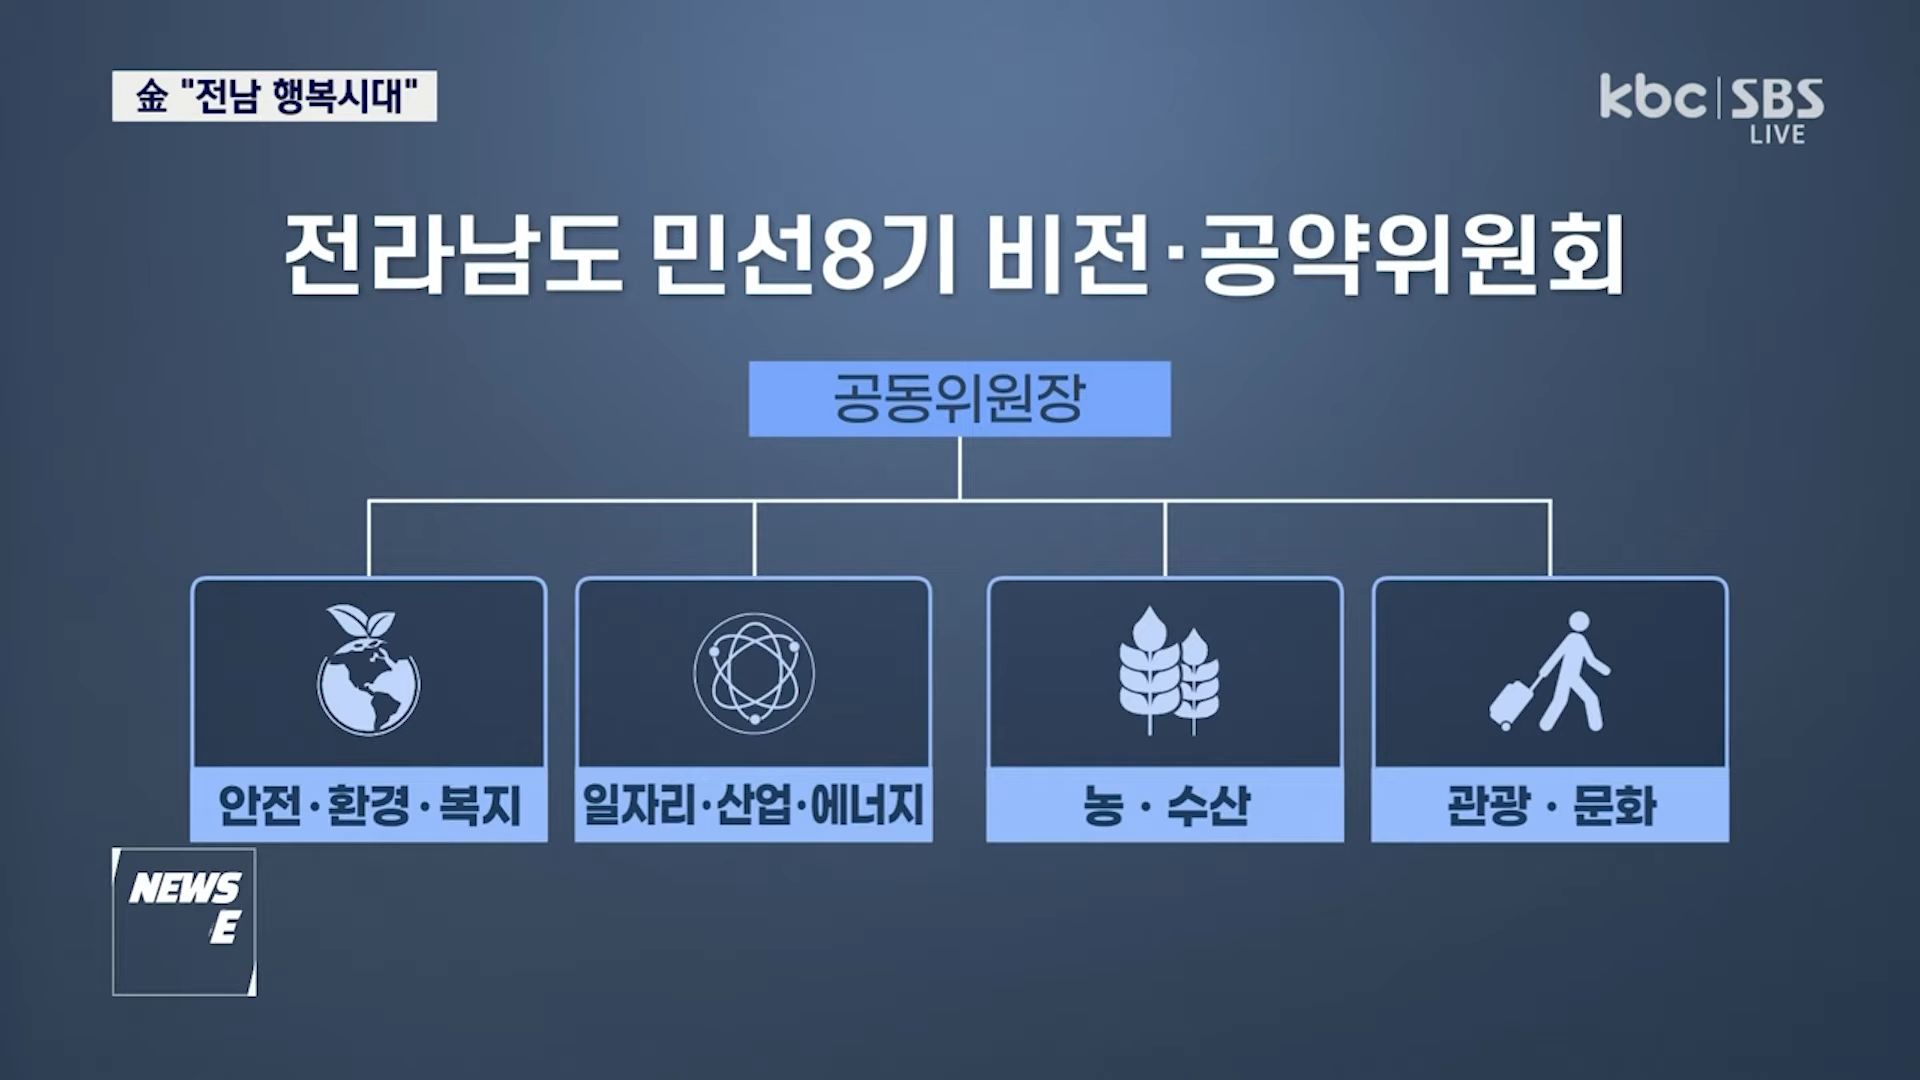 金 "전남 행복시대"
kbc SBS
LIVE
전라남도 민선8기 비전·공약위원회
공동위원장
안전·환경·복지
일자리·산업·에너지
농·수산
관광·문화
NEWS
E